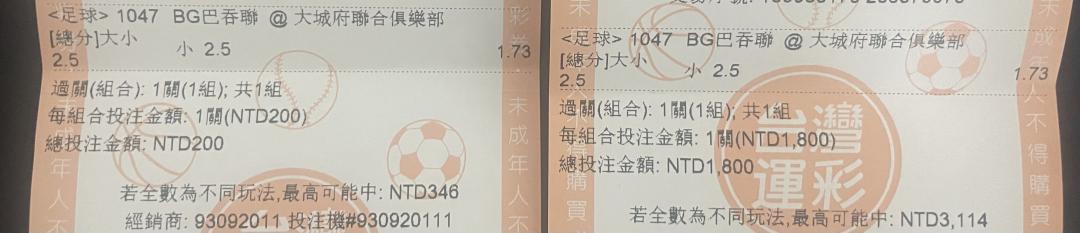 <足球> 1047 BG巴吞聯 @ 大城府聯合俱樂部
[總分]大小
小 2.5
2.5
1.73
過關(組合): 1關(1組); 共1組
每組合投注金額: 1關(NTD200)
總投注金額: NTD200
若全數為不同玩法,最高可能中: NTD346
經銷商: 93092011 投注機#930920111
<足球> 1047 BG巴吞聯 @ 大城府聯合俱樂部
[總分]大小
小 2.5
2.5
1.73
過關(組合): 1關(1組); 共1組
每組合投注金額: 1關(NTD1,800)
總投注金額: NTD1,800
若全數為不同玩法,最高可能中: NTD3,114
台灣
運彩
未成年人不
成年人不得購買